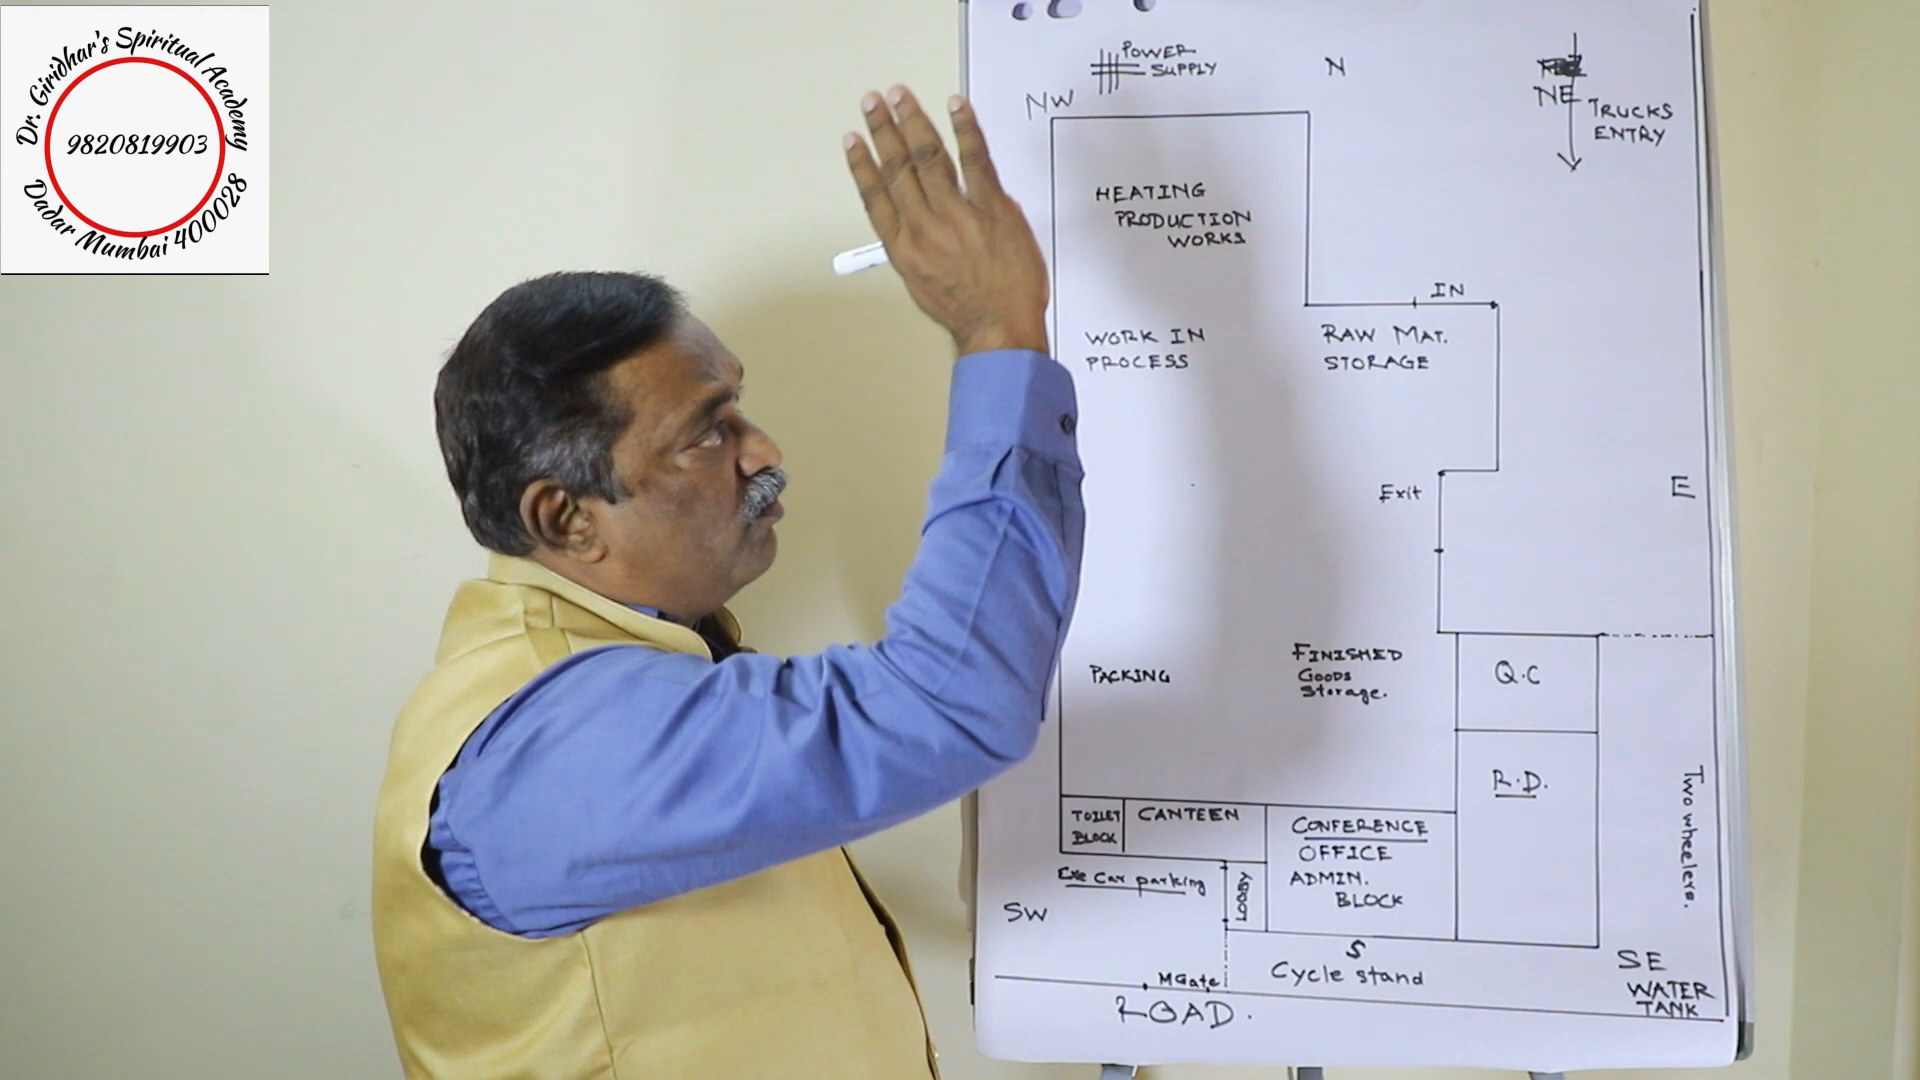 Dr. Giridhar's Spiritual Academy
9820819903
Dadar Mumbai 400028
POWER
SUPPLY
N
NW
NE
TRUCKS
ENTRY
HEATING
PRODUCTION
WORKS
IN
WORK IN
PROCESS
RAW MAT.
STORAGE
Exit
E
PACKING
FINISHED
GOODS
Storage.
Q.C
R.D.
Two wheelers.
TOILET
BLOCK
CANTEEN
CONFERENCE
OFFICE
ADMIN.
BLOCK
Exe Car parking
LOBBY
SW
S
Cycle stand
SE
WATER
TANK
MGate
ROAD.